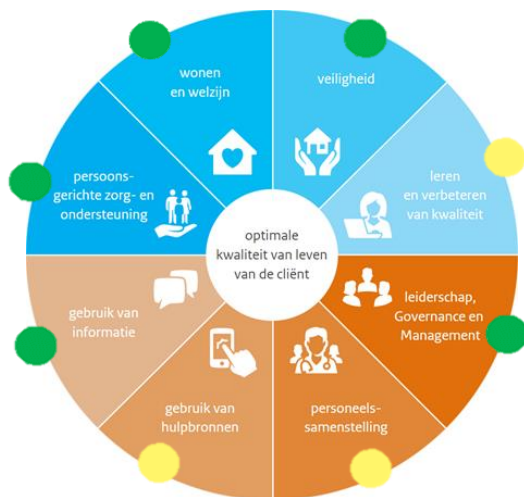 wonen
en welzijn
veiligheid
leren
en verbeteren
van kwaliteit
leiderschap,
Governance en
Management
personeels-
samenstelling
gebruik van
hulpbronnen
gebruik van
informatie
persoons-
gerichte zorg- en
ondersteuning
optimale
kwaliteit van leven
van de cliënt